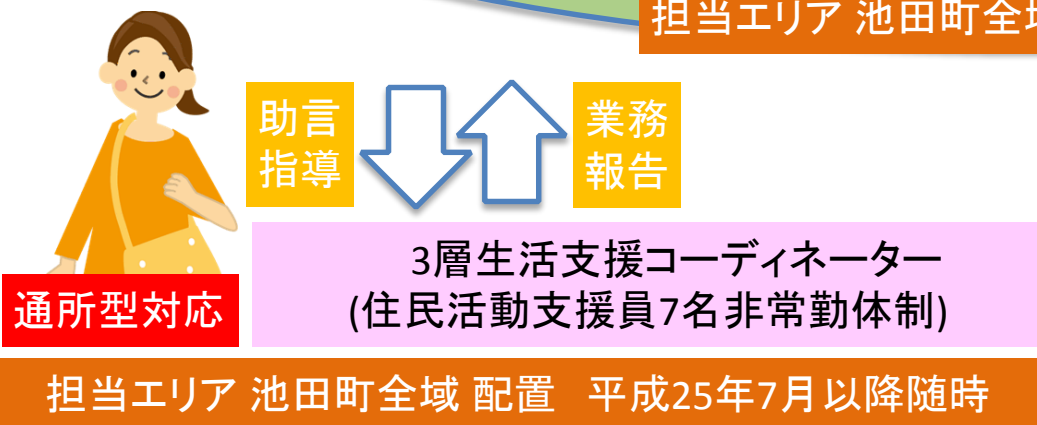 担当エリア 池田町全域
助言
指導
業務
報告
3層生活支援コーディネーター
(住民活動支援員7名非常勤体制)
通所型対応
担当エリア 池田町全域 配置 平成25年7月以降随時